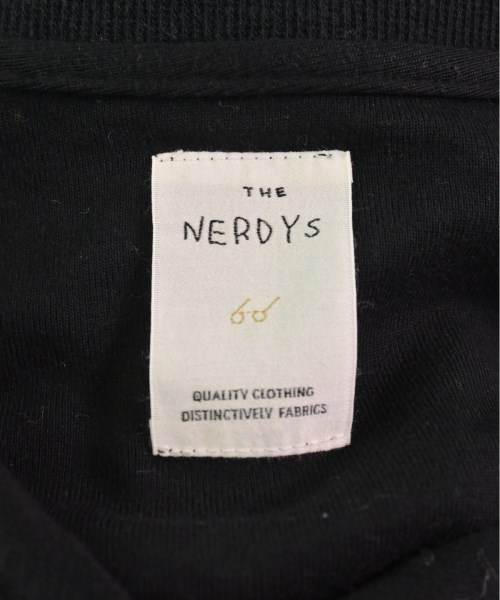 THE
NERDYS
QUALITY CLOTHING
DISTINCTIVELY FABRICS